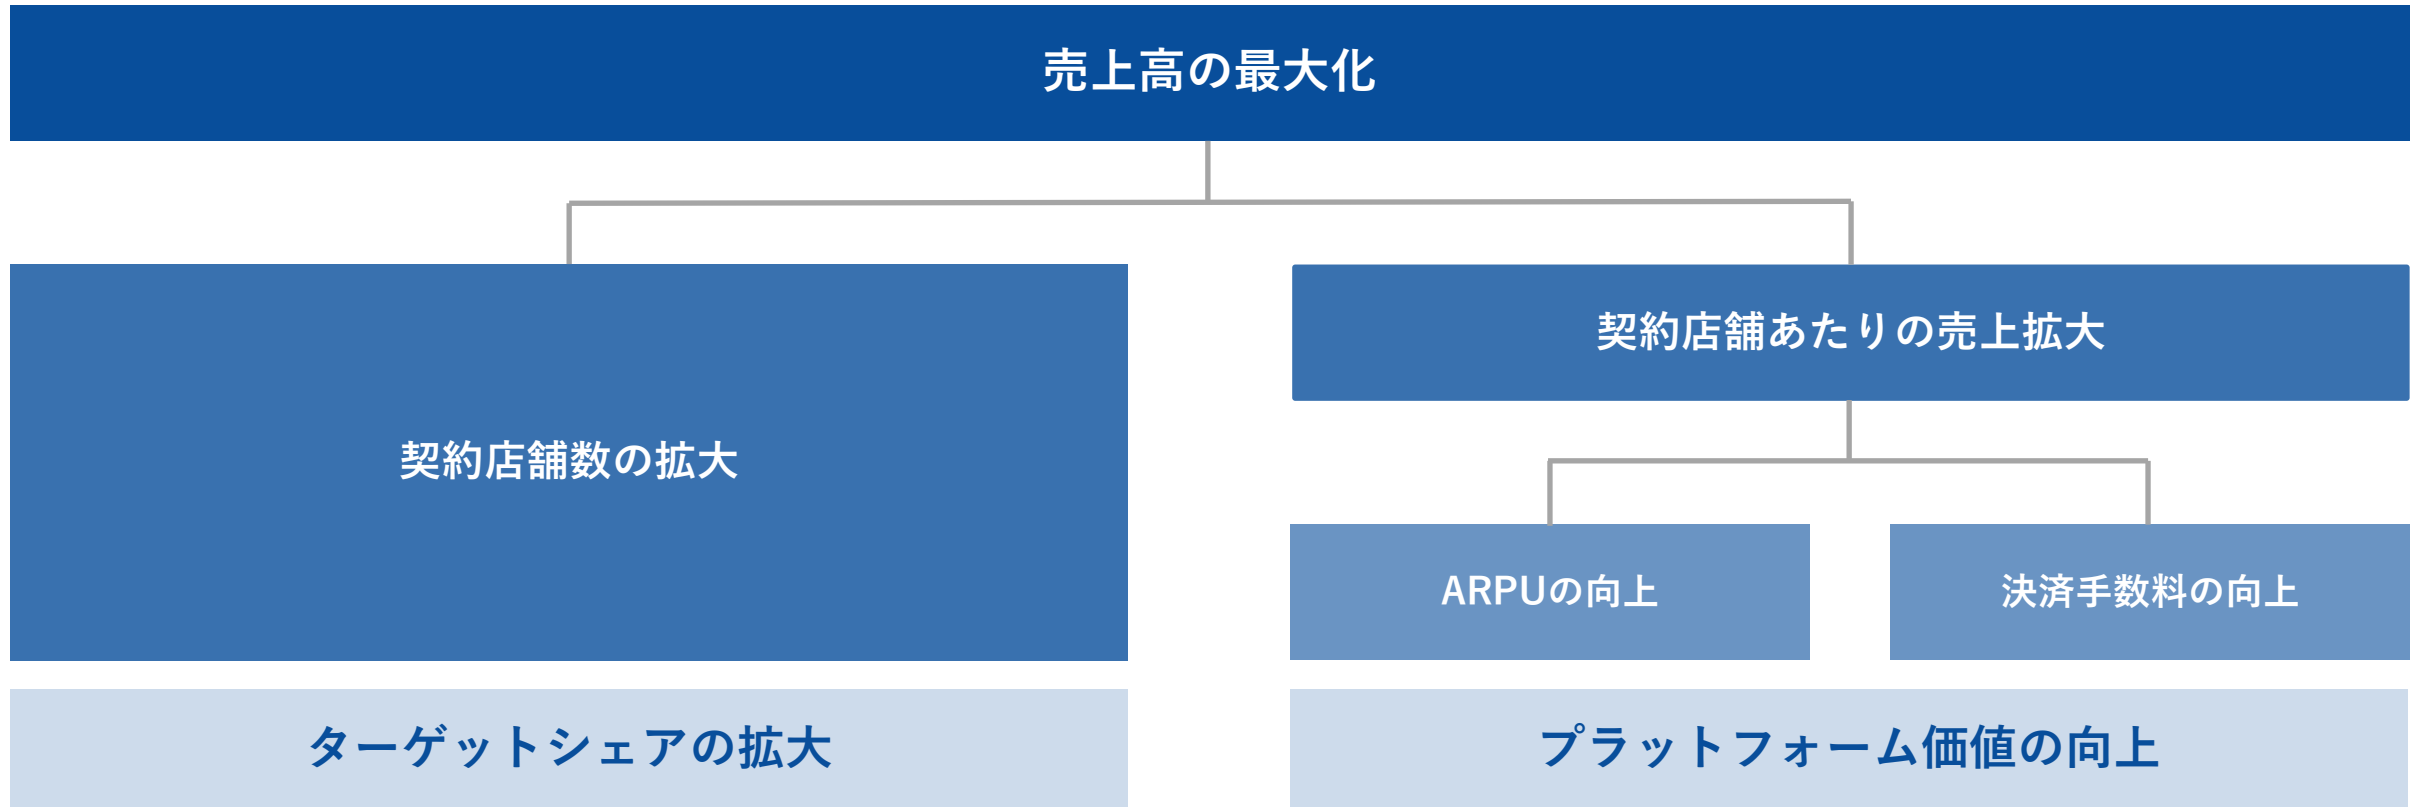 売上高の最大化
契約店舗数の拡大
契約店舗あたりの売上拡大
ARPUの向上
決済手数料の向上
ターゲットシェアの拡大
プラットフォーム価値の向上